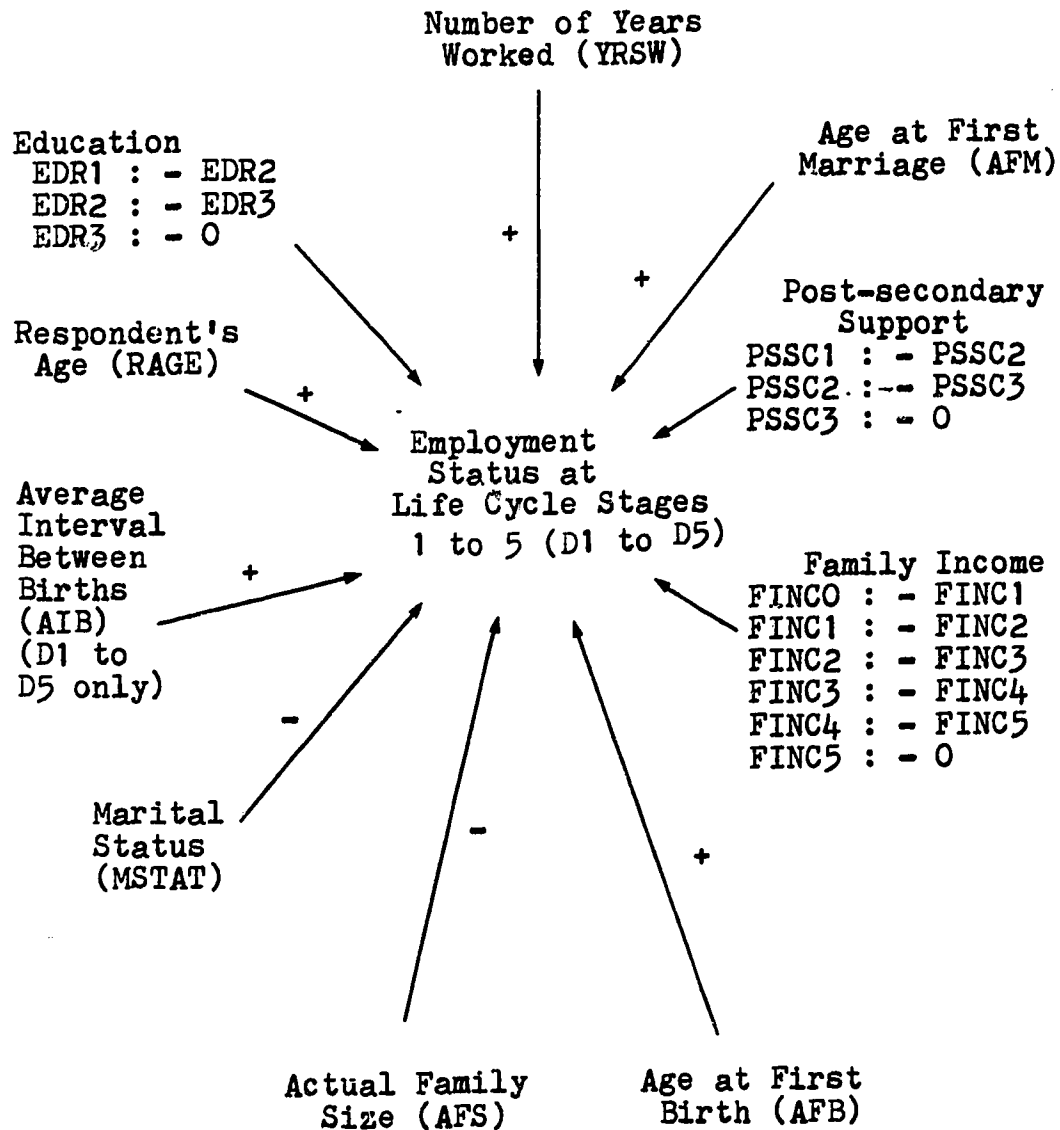 Number of Years
Worked (YRSW)
Education
EDR1 : - EDR2
EDR2 : - EDR3
EDR3 : - 0
Age at First
Marriage (AFM)
+
+
Post-secondary
Support
PSSC1 : - PSSC2
PSSC2 : - PSSC3
PSSC3 : - 0
Respondent's
Age (RAGE)
+
Employment
Status at
Life Cycle Stages
1 to 5 (D1 to D5)
Average
Interval
Between
Births
(AIB)
(D1 to
D5 only)
+
Family Income
FINC0 : - FINC1
FINC1 : - FINC2
FINC2 : - FINC3
FINC3 : - FINC4
FINC4 : - FINC5
FINC5 : - 0
-
Marital
Status
(MSTAT)
-
+
Actual Family
Size (AFS)
Age at First
Birth (AFB)